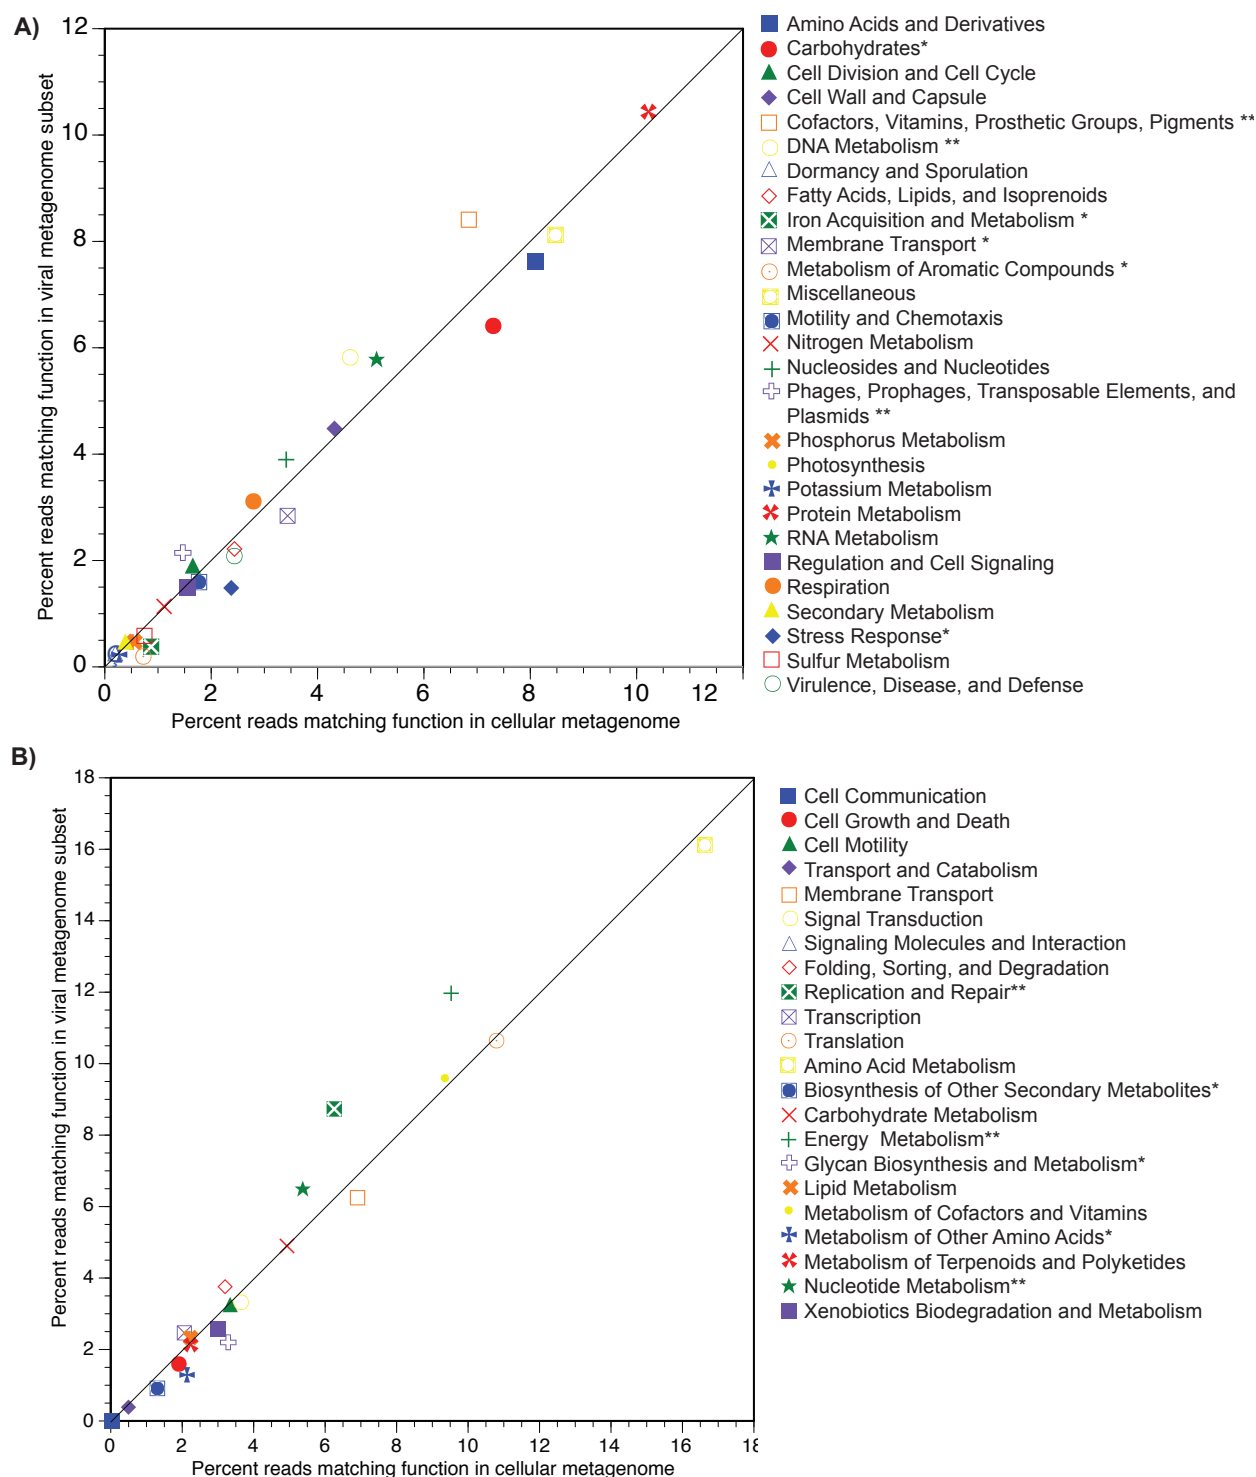 A)
Percent reads matching function in viral metagenome subset
12
10
8
6
4
2
0
0 2 4 6 8 10 12
Percent reads matching function in cellular metagenome
Amino Acids and Derivatives
Carbohydrates*
Cell Division and Cell Cycle
Cell Wall and Capsule
Cofactors, Vitamins, Prosthetic Groups, Pigments **
DNA Metabolism **
Dormancy and Sporulation
Fatty Acids, Lipids, and Isoprenoids
Iron Acquisition and Metabolism *
Membrane Transport *
Metabolism of Aromatic Compounds *
Miscellaneous
Motility and Chemotaxis
Nitrogen Metabolism
Nucleosides and Nucleotides
Phages, Prophages, Transposable Elements, and
Plasmids **
Phosphorus Metabolism
Photosynthesis
Potassium Metabolism
Protein Metabolism
RNA Metabolism
Regulation and Cell Signaling
Respiration
Secondary Metabolism
Stress Response*
Sulfur Metabolism
Virulence, Disease, and Defense
B)
Percent reads matching function in viral metagenome subset
18
16
14
12
10
8
6
4
2
0
0 2 4 6 8 10 12 14 16 18
Percent reads matching function in cellular metagenome
Cell Communication
Cell Growth and Death
Cell Motility
Transport and Catabolism
Membrane Transport
Signal Transduction
Signaling Molecules and Interaction
Folding, Sorting, and Degradation
Replication and Repair**
Transcription
Translation
Amino Acid Metabolism
Biosynthesis of Other Secondary Metabolites*
Carbohydrate Metabolism
Energy Metabolism**
Glycan Biosynthesis and Metabolism*
Lipid Metabolism
Metabolism of Cofactors and Vitamins
Metabolism of Other Amino Acids*
Metabolism of Terpenoids and Polyketides
Nucleotide Metabolism**
Xenobiotics Biodegradation and Metabolism